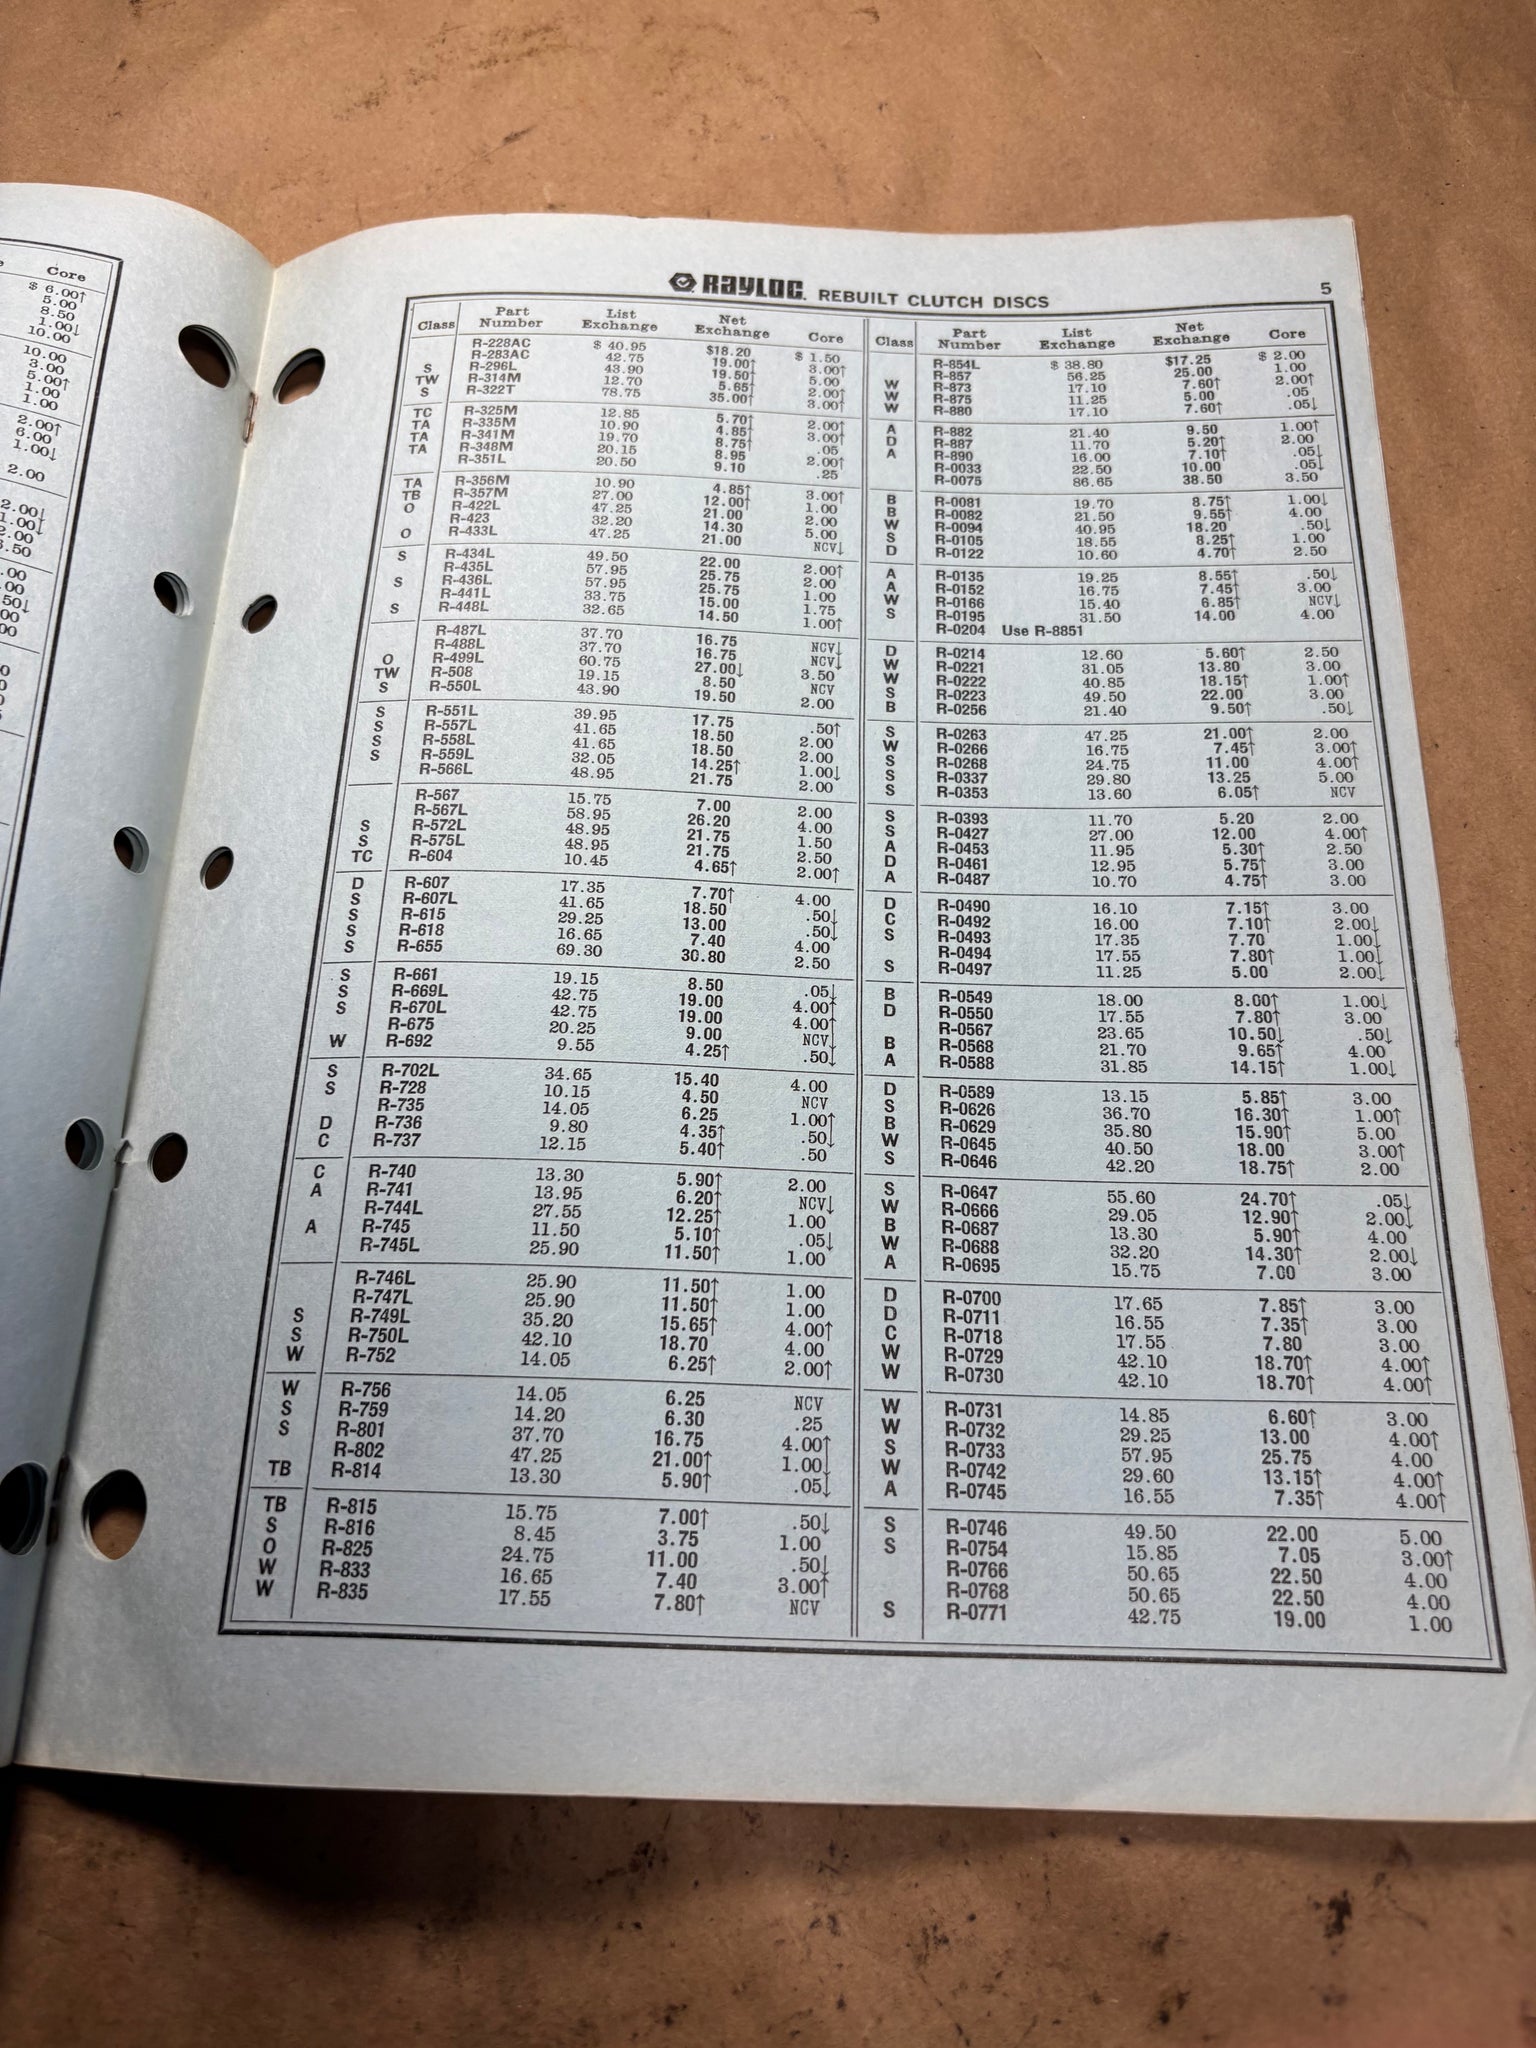 Core
$ 6.00↑
5.00
8.50
1.00↓
10.00
10.00
3.00
5.00↑
1.00
1.00
2.00↑
6.00
1.00↓
2.00
RAYLOC. REBUILT CLUTCH DISCS 5
Class Part Number List Exchange Net Exchange Core
R-228AC $ 40.95 $18.20 $ 1.50
R-283AC 42.75 19.00↑ 3.00↑
S R-296L 43.90 19.50↑ 5.00
TW R-314M 12.70 5.65↑ 2.00↑
S R-322T 78.75 35.00↑ 3.00↑
TC R-325M 12.85 5.70↑ 2.00↑
TA R-335M 10.90 4.85↑ 3.00↑
TA R-341M 19.70 8.75↑ .05
TA R-348M 20.15 8.95 2.00↑
R-351L 20.50 9.10 .25
TA R-356M 10.90 4.85↑ 3.00↑
TB R-357M 27.00 12.00↑ 1.00
O R-422L 47.25 21.00 2.00
R-423 32.20 14.30 5.00
O R-433L 47.25 21.00 NCV↓
S R-434L 49.50 22.00 2.00↑
R-435L 57.95 25.75 2.00
S R-436L 57.95 25.75 1.00
R-441L 33.75 15.00 1.75
S R-448L 32.65 14.50 1.00↑
R-487L 37.70 16.75 NCV↓
R-488L 37.70 16.75 NCV↓
O R-499L 60.75 27.00↓ 3.50
TW R-508 19.15 8.50 NCV
S R-550L 43.90 19.50 2.00
S R-551L 39.95 17.75 .50↑
S R-557L 41.65 18.50 2.00
S R-558L 41.65 18.50 2.00
S R-559L 32.05 14.25↑ 1.00↓
R-566L 48.95 21.75 2.00
R-567 15.75 7.00 2.00
R-567L 58.95 26.20 4.00
S R-572L 48.95 21.75 1.50
S R-575L 48.95 21.75 2.50
TC R-604 10.45 4.65↑ 2.00↑
D R-607 17.35 7.70↑ 4.00
S R-607L 41.65 18.50 .50↓
S R-615 29.25 13.00 .50↓
S R-618 16.65 7.40 4.00
S R-655 69.30 30.80 2.50
S R-661 19.15 8.50 .05↓
S R-669L 42.75 19.00 4.00↑
S R-670L 42.75 19.00 4.00↑
R-675 20.25 9.00 NCV↓
W R-692 9.55 4.25↑ .50↓
S R-702L 34.65 15.40 4.00
S R-728 10.15 4.50 NCV
R-735 14.05 6.25 1.00↑
D R-736 9.80 4.35↑ .50↓
C R-737 12.15 5.40↑ .50
C R-740 13.30 5.90↑ 2.00
A R-741 13.95 6.20↑ NCV↓
R-744L 27.55 12.25↑ 1.00
A R-745 11.50 5.10↑ .05↓
R-745L 25.90 11.50↑ 1.00
R-746L 25.90 11.50↑ 1.00
R-747L 25.90 11.50↑ 1.00
S R-749L 35.20 15.65↑ 4.00↑
S R-750L 42.10 18.70 4.00
W R-752 14.05 6.25↑ 2.00↑
W R-756 14.05 6.25 NCV
S R-759 14.20 6.30 .25
S R-801 37.70 16.75 4.00↑
R-802 47.25 21.00↑ 1.00↓
TB R-814 13.30 5.90↑ .05↓
TB R-815 15.75 7.00↑ .50↓
S R-816 8.45 3.75 1.00
O R-825 24.75 11.00 .50↓
W R-833 16.65 7.40 3.00↑
W R-835 17.55 7.80↑ NCV
Class Part Number List Exchange Net Exchange Core
R-854L $ 38.80 $17.25 $ 2.00
R-857 56.25 25.00 1.00
W R-873 17.10 7.60↑ 2.00↑
W R-875 11.25 5.00 .05
W R-880 17.10 7.60↑ .05↓
A R-882 21.40 9.50 1.00↑
D R-887 11.70 5.20↑ 2.00
A R-890 16.00 7.10↑ .05↓
R-0033 22.50 10.00 .05↓
R-0075 86.65 38.50 3.50
B R-0081 19.70 8.75↑ 1.00↓
B R-0082 21.50 9.55↑ 4.00
W R-0094 40.95 18.20 .50↓
S R-0105 18.55 8.25↑ 1.00
D R-0122 10.60 4.70↑ 2.50
A R-0135 19.25 8.55↑ .50↓
A R-0152 16.75 7.45↑ 3.00
W R-0166 15.40 6.85↑ NCV↓
S R-0195 31.50 14.00 4.00
R-0204 Use R-8851
D R-0214 12.60 5.60↑ 2.50
W R-0221 31.05 13.80 3.00
W R-0222 40.85 18.15↑ 1.00↑
S R-0223 49.50 22.00 3.00
B R-0256 21.40 9.50↑ .50↓
S R-0263 47.25 21.00↑ 2.00
W R-0266 16.75 7.45↑ 3.00↑
S R-0268 24.75 11.00 4.00↑
S R-0337 29.80 13.25 5.00
S R-0353 13.60 6.05↑ NCV
S R-0393 11.70 5.20 2.00
S R-0427 27.00 12.00 4.00↑
A R-0453 11.95 5.30↑ 2.50
D R-0461 12.95 5.75↑ 3.00
A R-0487 10.70 4.75↑ 3.00
D R-0490 16.10 7.15↑ 3.00
C R-0492 16.00 7.10↑ 2.00↓
S R-0493 17.35 7.70 1.00↓
R-0494 17.55 7.80↑ 1.00↓
S R-0497 11.25 5.00 2.00↓
B R-0549 18.00 8.00↑ 1.00↓
D R-0550 17.55 7.80↑ 3.00
R-0567 23.65 10.50↓ .50↓
B R-0568 21.70 9.65↑ 4.00
A R-0588 31.85 14.15↑ 1.00↓
D R-0589 13.15 5.85↑ 3.00
S R-0626 36.70 16.30↑ 1.00↑
B R-0629 35.80 15.90↑ 5.00
W R-0645 40.50 18.00 3.00↑
S R-0646 42.20 18.75↑ 2.00
S R-0647 55.60 24.70↑ .05↓
W R-0666 29.05 12.90↑ 2.00↓
B R-0687 13.30 5.90↑ 4.00
W R-0688 32.20 14.30↑ 2.00↓
A R-0695 15.75 7.00 3.00
D R-0700 17.65 7.85↑ 3.00
D R-0711 16.55 7.35↑ 3.00
C R-0718 17.55 7.80 3.00
W R-0729 42.10 18.70↑ 4.00↑
W R-0730 42.10 18.70↑ 4.00↑
W R-0731 14.85 6.60↑ 3.00
W R-0732 29.25 13.00 4.00↑
S R-0733 57.95 25.75 4.00
W R-0742 29.60 13.15↑ 4.00↑
A R-0745 16.55 7.35↑ 4.00↑
S R-0746 49.50 22.00 5.00
S R-0754 15.85 7.05 3.00↑
R-0766 50.65 22.50 4.00
R-0768 50.65 22.50 4.00
S R-0771 42.75 19.00 1.00